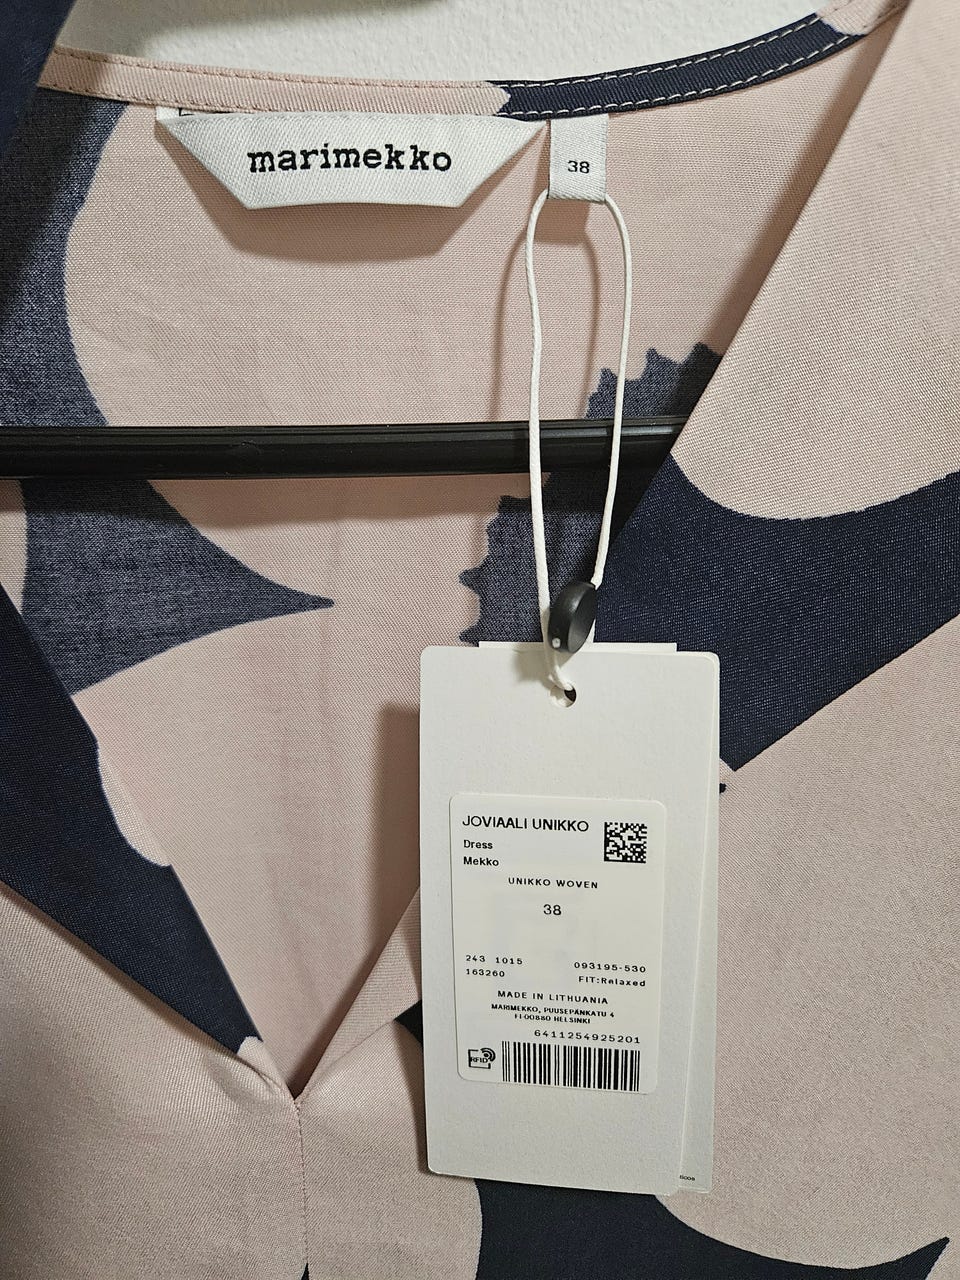 marimekko
38
JOVIAALI UNIKKO
Dress
Mekko
UNIKKO WOVEN
38
243 1015 093195-530
163260 FIT:Relaxed
MADE IN LITHUANIA
MARIMEKKO, PUUSEPÄNKATU 4
FI-00880 HELSINKI
6411254925201
RFID